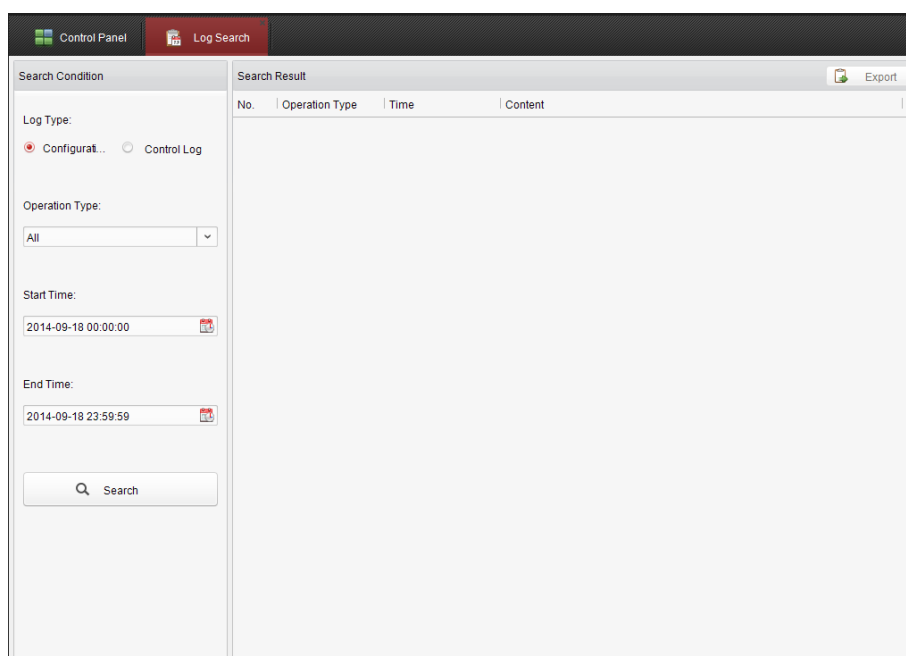 Control Panel
Log Search
Search Condition
Log Type:
Configurati... Control Log
Operation Type:
All
Start Time:
2014-09-18 00:00:00
End Time:
2014-09-18 23:59:59
Search
Search Result
Export
No. Operation Type Time Content